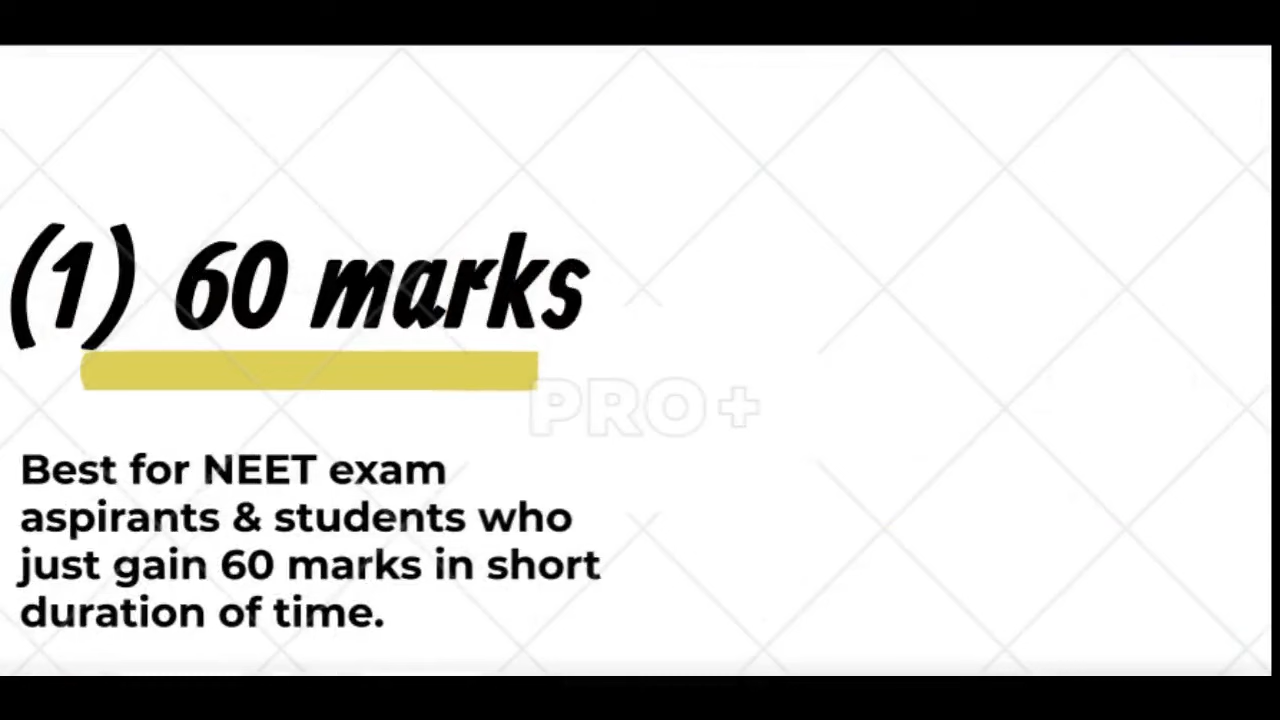 (1) 60 marks
PRO+
Best for NEET exam
aspirants & students who
just gain 60 marks in short
duration of time.